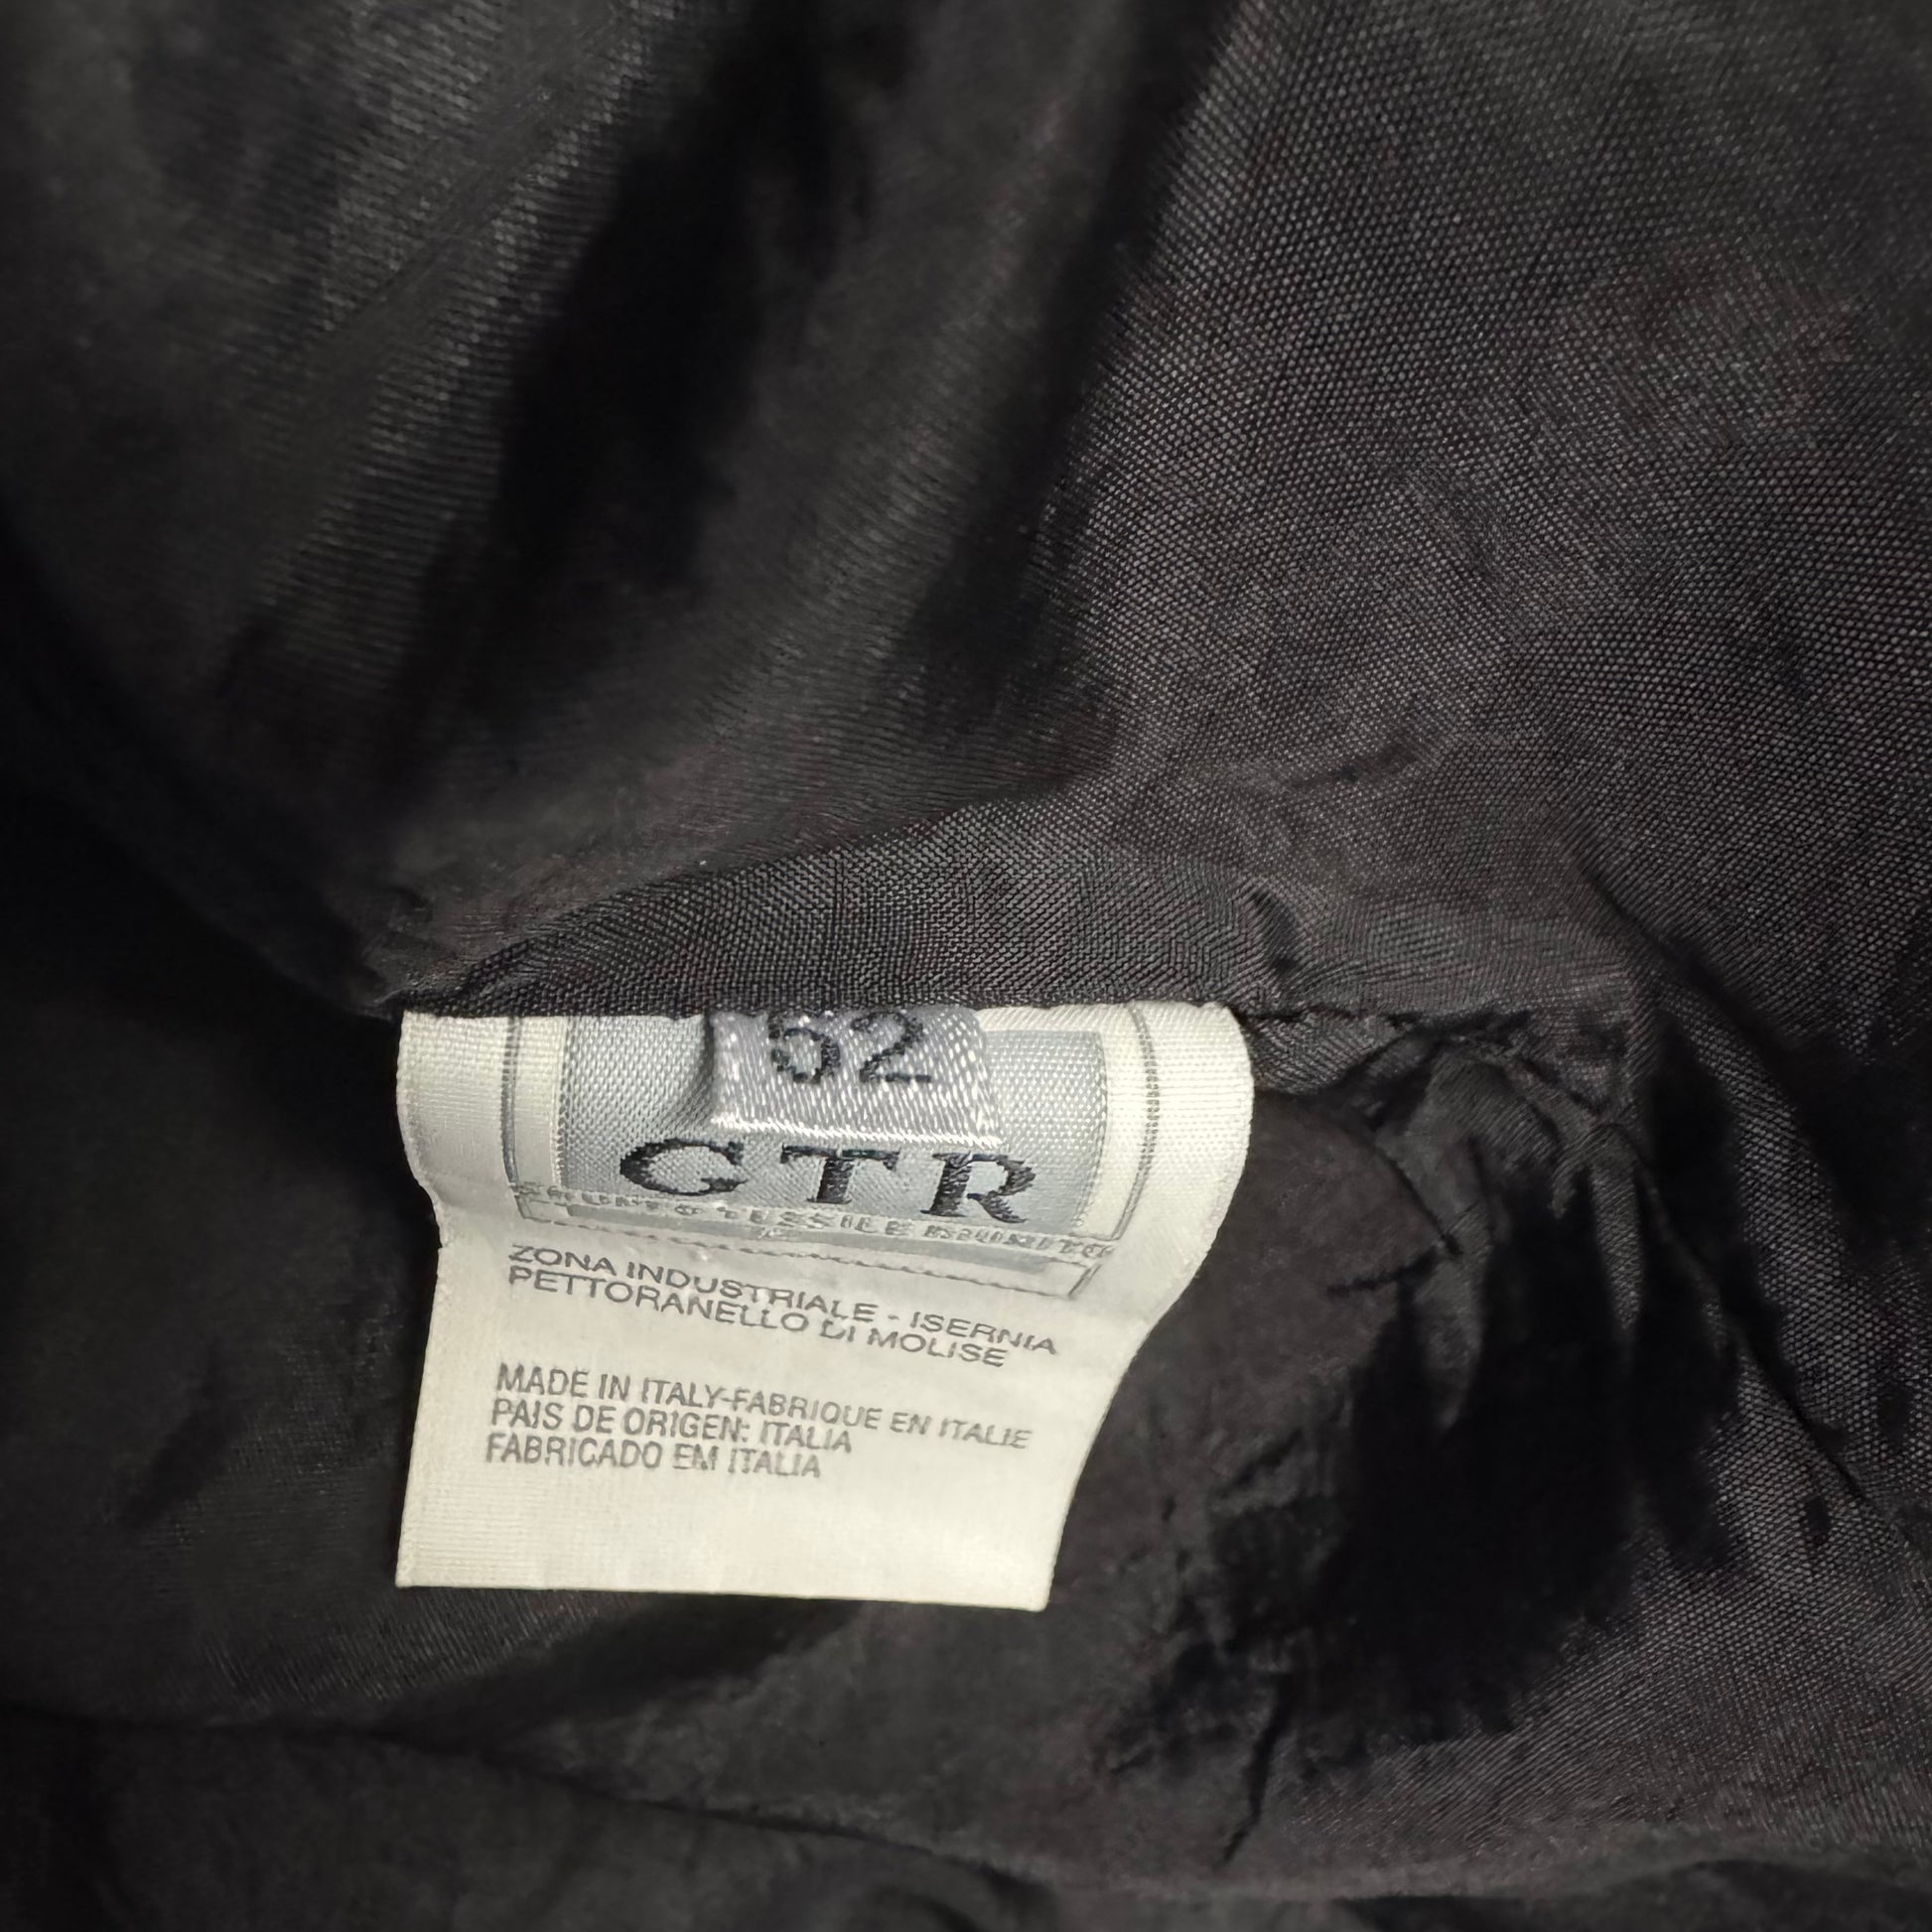 52
GTR
TESSILE
ZONA INDUSTRIALE - ISERNIA
PETTORANELLO DI MOLISE
MADE IN ITALY-FABRIQUE EN ITALIE
PAIS DE ORIGEN: ITALIA
FABRICADO EM ITALIA